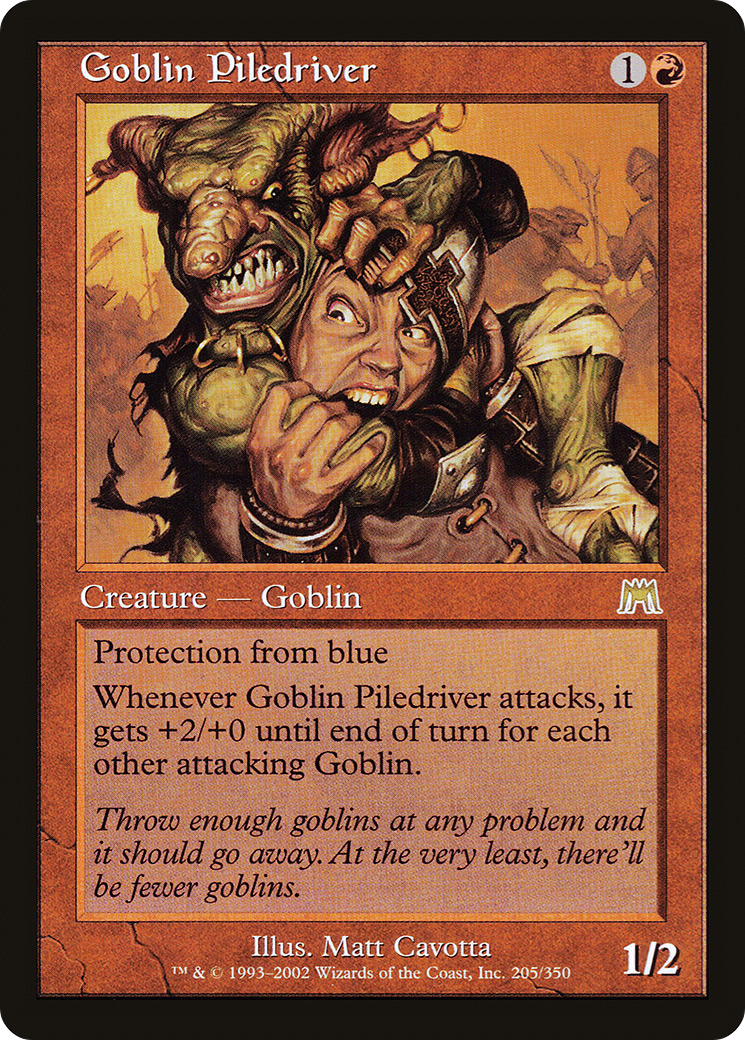 Goblin Piledriver 1
Creature — Goblin
Protection from blue
Whenever Goblin Piledriver attacks, it
gets +2/+0 until end of turn for each
other attacking Goblin.
Throw enough goblins at any problem and
it should go away. At the very least, there'll
be fewer goblins.
Illus. Matt Cavotta
™ & © 1993–2002 Wizards of the Coast, Inc. 205/350
1/2